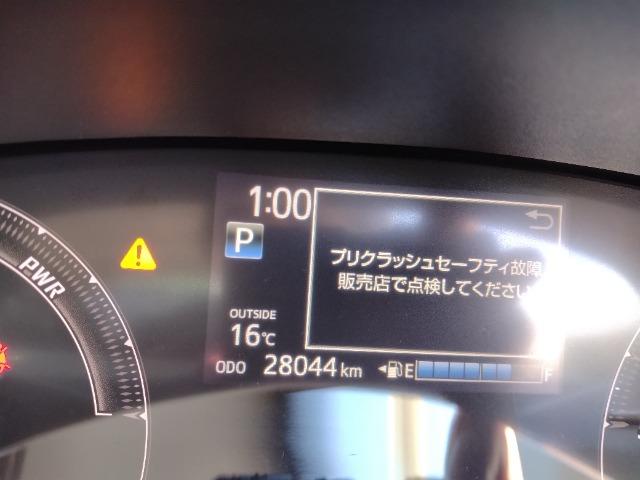 1:00
P
プリクラッシュセーフティ故障
販売店で点検してください
PWR
OUTSIDE
16℃
ODO 28044 km
E F